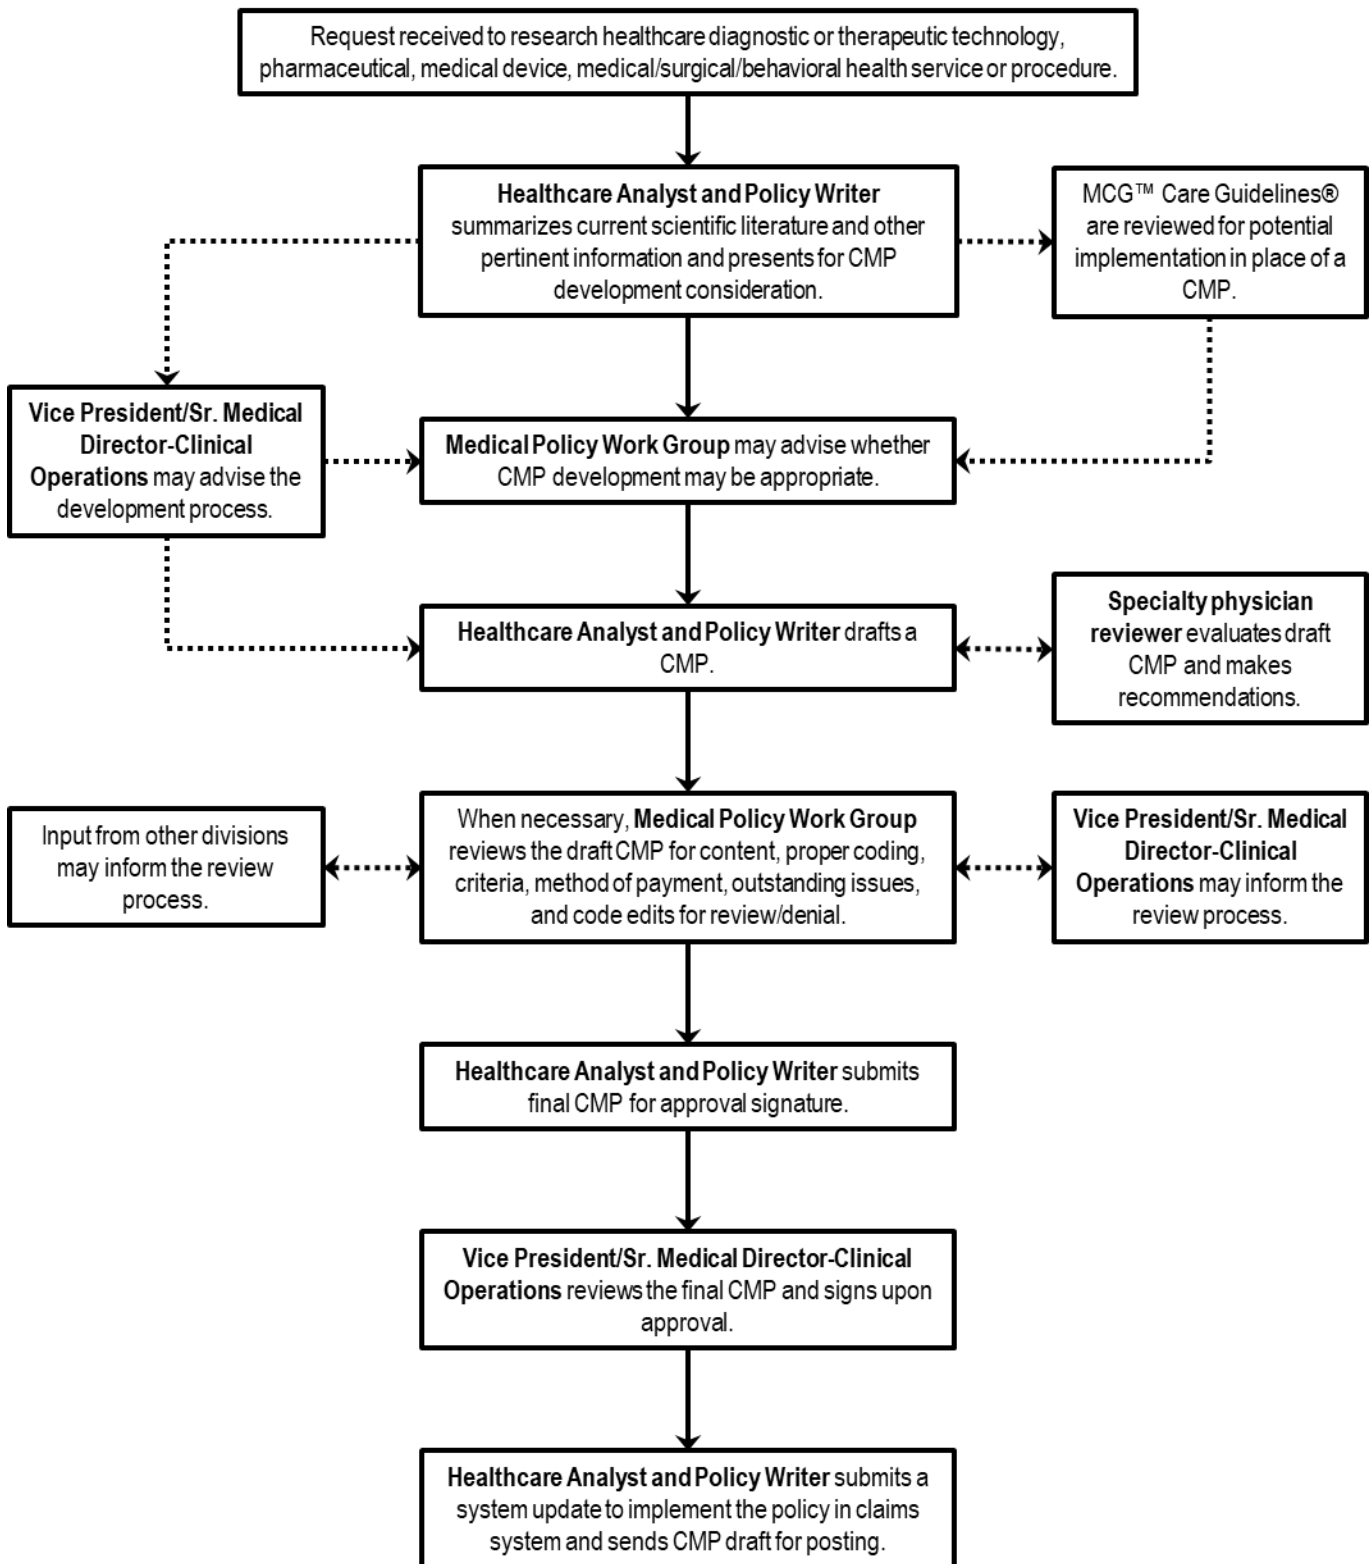 Request received to research healthcare diagnostic or therapeutic technology,
pharmaceutical, medical device, medical/surgical/behavioral health service or procedure.
Healthcare Analyst and Policy Writer
summarizes current scientific literature and other
pertinent information and presents for CMP
development consideration.
MCG™ Care Guidelines®
are reviewed for potential
implementation in place of a
CMP.
Vice President/Sr. Medical
Director-Clinical
Operations may advise the
development process.
Medical Policy Work Group may advise whether
CMP development may be appropriate.
Healthcare Analyst and Policy Writer drafts a
CMP.
Specialty physician
reviewer evaluates draft
CMP and makes
recommendations.
Input from other divisions
may inform the review
process.
When necessary, Medical Policy Work Group
reviews the draft CMP for content, proper coding,
criteria, method of payment, outstanding issues,
and code edits for review/denial.
Vice President/Sr. Medical
Director-Clinical
Operations may inform the
review process.
Healthcare Analyst and Policy Writer submits
final CMP for approval signature.
Vice President/Sr. Medical Director-Clinical
Operations reviews the final CMP and signs upon
approval.
Healthcare Analyst and Policy Writer submits a
system update to implement the policy in claims
system and sends CMP draft for posting.